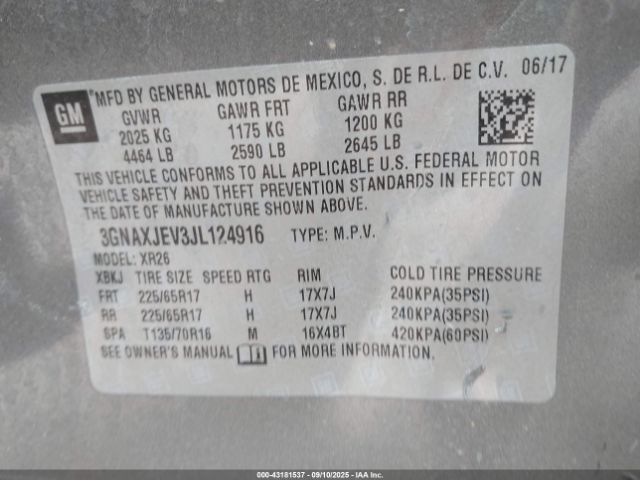 GM
*MFD BY GENERAL MOTORS DE MEXICO, S. DE R.L. DE C.V. 06/17
GVWR GAWR FRT GAWR RR
2025 KG 1175 KG 1200 KG
4464 LB 2590 LB 2645 LB
THIS VEHICLE CONFORMS TO ALL APPLICABLE U.S. FEDERAL MOTOR
VEHICLE SAFETY AND THEFT PREVENTION STANDARDS IN EFFECT ON
THE DATE OF MANUFACTURE SHOWN ABOVE.
3GNAXJEV3JL124916 TYPE: M.P.V.
MODEL: XR26
XBKJ TIRE SIZE SPEED RTG RIM COLD TIRE PRESSURE
FRT 225/65R17 H 17X7J 240KPA(35PSI)
RR 225/65R17 H 17X7J 240KPA(35PSI)
SPA T135/70R16 M 16X4BT 420KPA(60PSI)
SEE OWNER'S MANUAL FOR MORE INFORMATION.
000-43181537 - 09/10/2025 - IAA Inc.